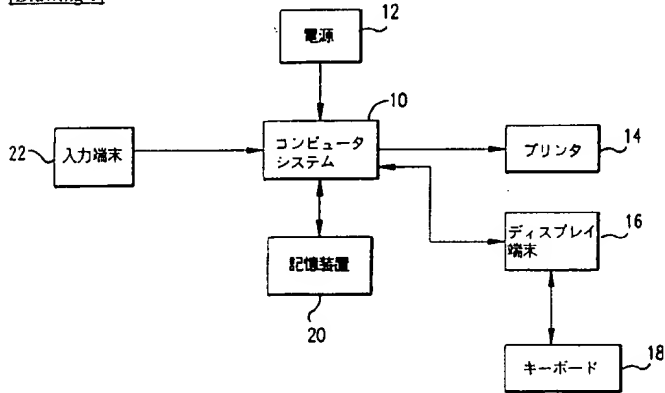 [Drawing 1]
12
電源
10
コンピュータ
システム
22
入力端末
プリンタ
14
ディスプレイ
端末
16
記憶装置
20
キーボード
18